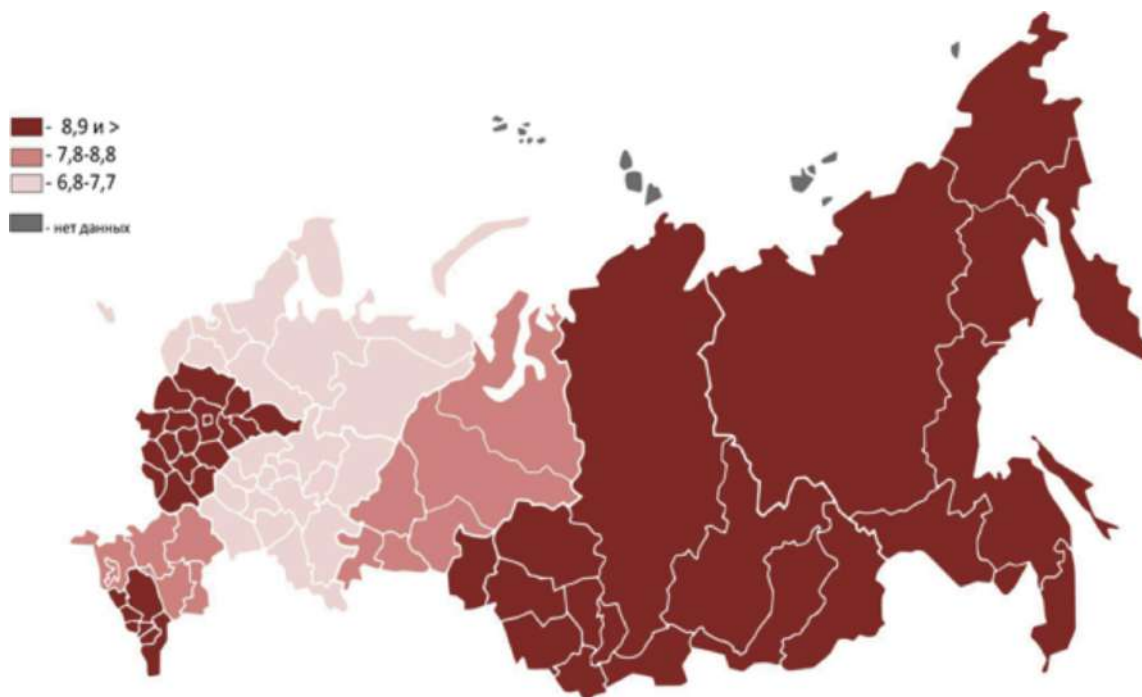 - 8,9 и >
- 7,8-8,8
- 6,8-7,7
- нет данных